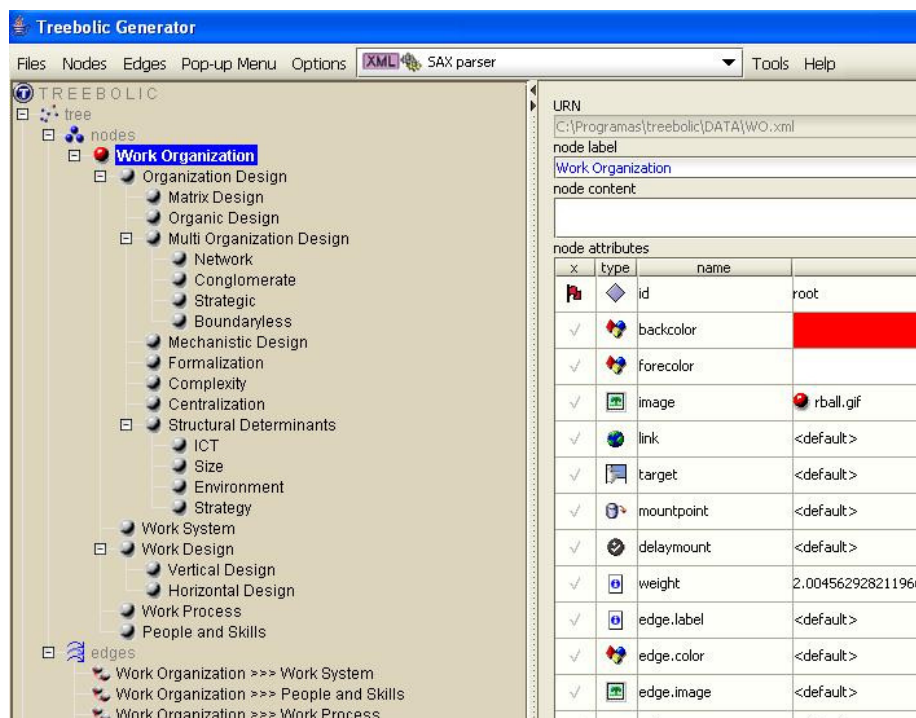 Treebolic Generator
Files Nodes Edges Pop-up Menu Options XML SAX parser Tools Help
TREEBOLIC
tree
nodes
Work Organization
Organization Design
Matrix Design
Organic Design
Multi Organization Design
Network
Conglomerate
Strategic
Boundaryless
Mechanistic Design
Formalization
Complexity
Centralization
Structural Determinants
ICT
Size
Environment
Strategy
Work System
Work Design
Vertical Design
Horizontal Design
Work Process
People and Skills
edges
Work Organization >>> Work System
Work Organization >>> People and Skills
Work Organization >>> Work Process
URN
C:\Programas\treebolic\DATA\WO.xml
node label
Work Organization
node content
node attributes
x type name
id root
backcolor
forecolor
image rball.gif
link <default>
target <default>
mountpoint <default>
delaymount <default>
weight 2.00456292821196
edge.label <default>
edge.color <default>
edge.image <default>